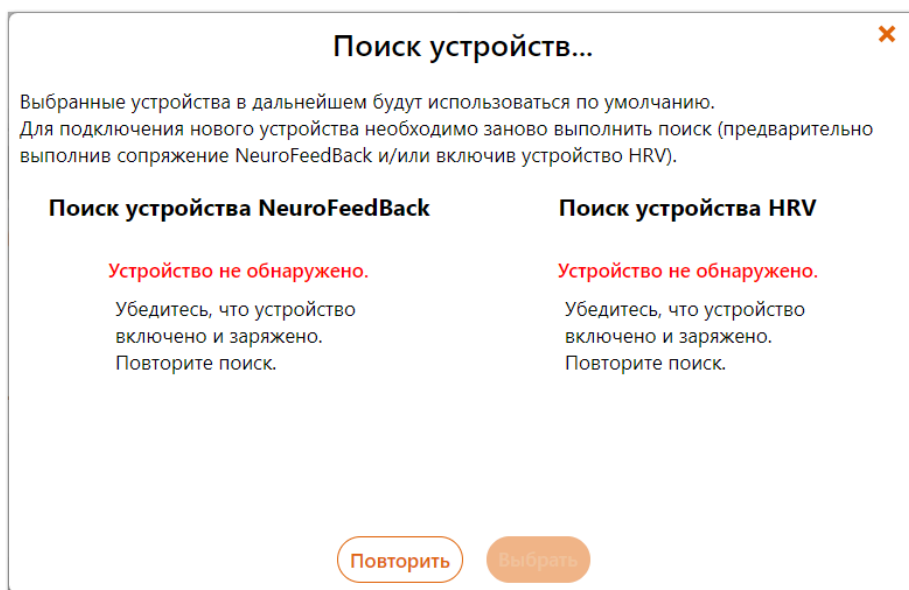 Поиск устройств...
Выбранные устройства в дальнейшем будут использоваться по умолчанию.
Для подключения нового устройства необходимо заново выполнить поиск (предварительно
выполнив сопряжение NeuroFeedBack и/или включив устройство HRV).
Поиск устройства NeuroFeedBack
Устройство не обнаружено.
Убедитесь, что устройство
включено и заряжено.
Повторите поиск.
Поиск устройства HRV
Устройство не обнаружено.
Убедитесь, что устройство
включено и заряжено.
Повторите поиск.
Повторить
Выбрать